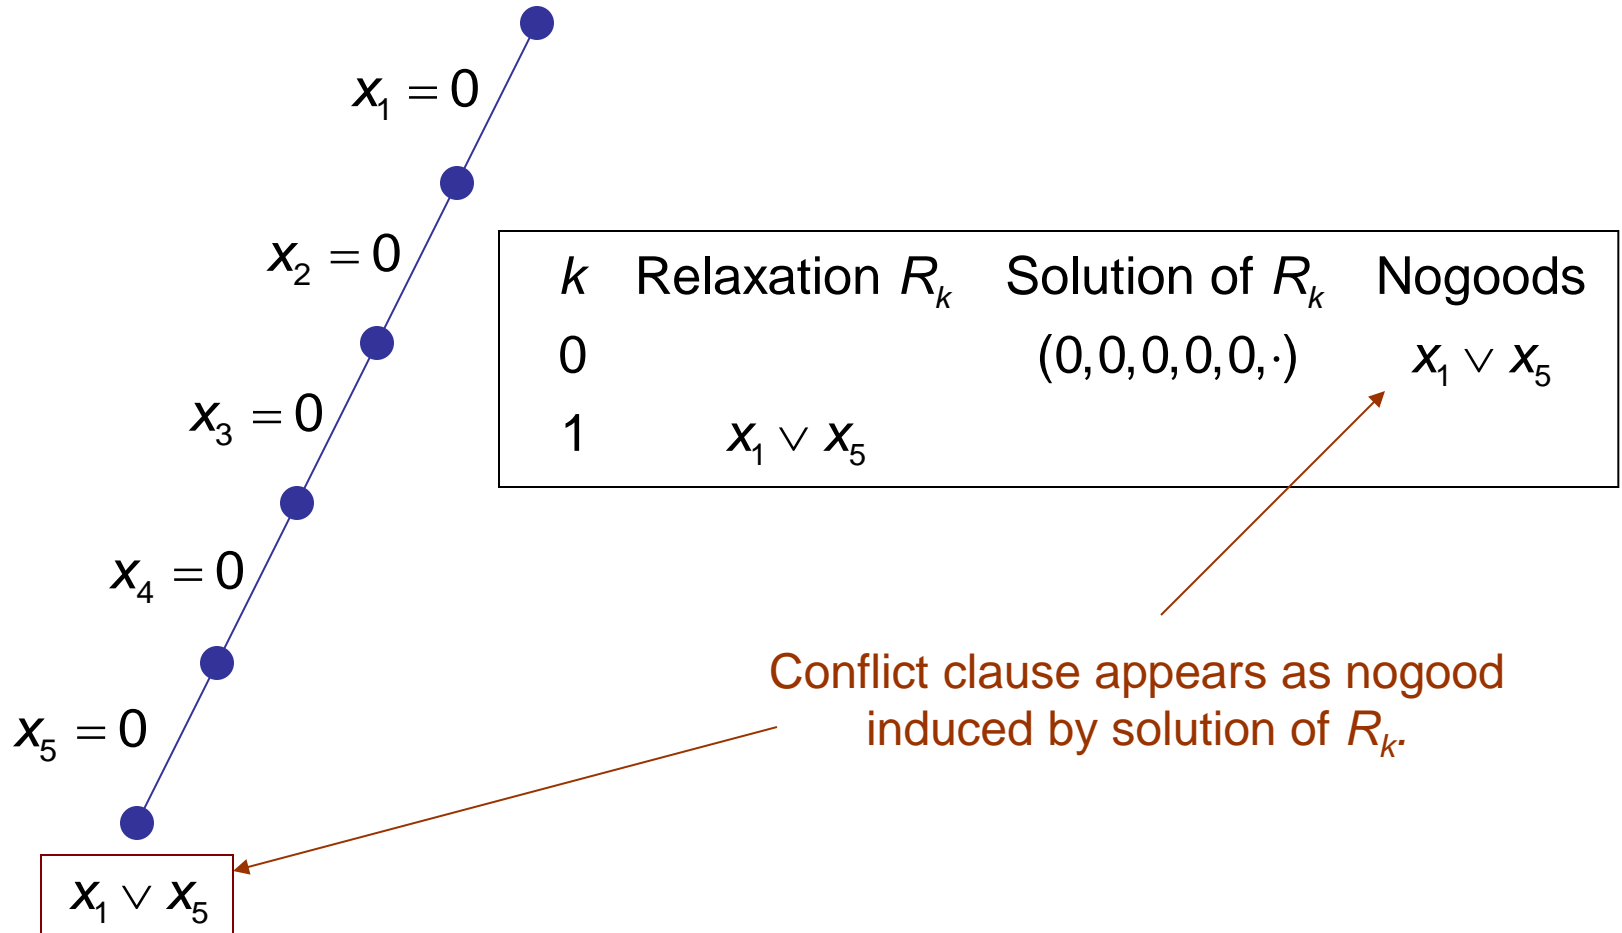 x₁ = 0
x₂ = 0
k Relaxation Rₖ Solution of Rₖ Nogoods
0 (0,0,0,0,0,·) x₁ ∨ x₅
1 x₁ ∨ x₅
x₃ = 0
x₄ = 0
Conflict clause appears as nogood
induced by solution of Rₖ.
x₅ = 0
x₁ ∨ x₅